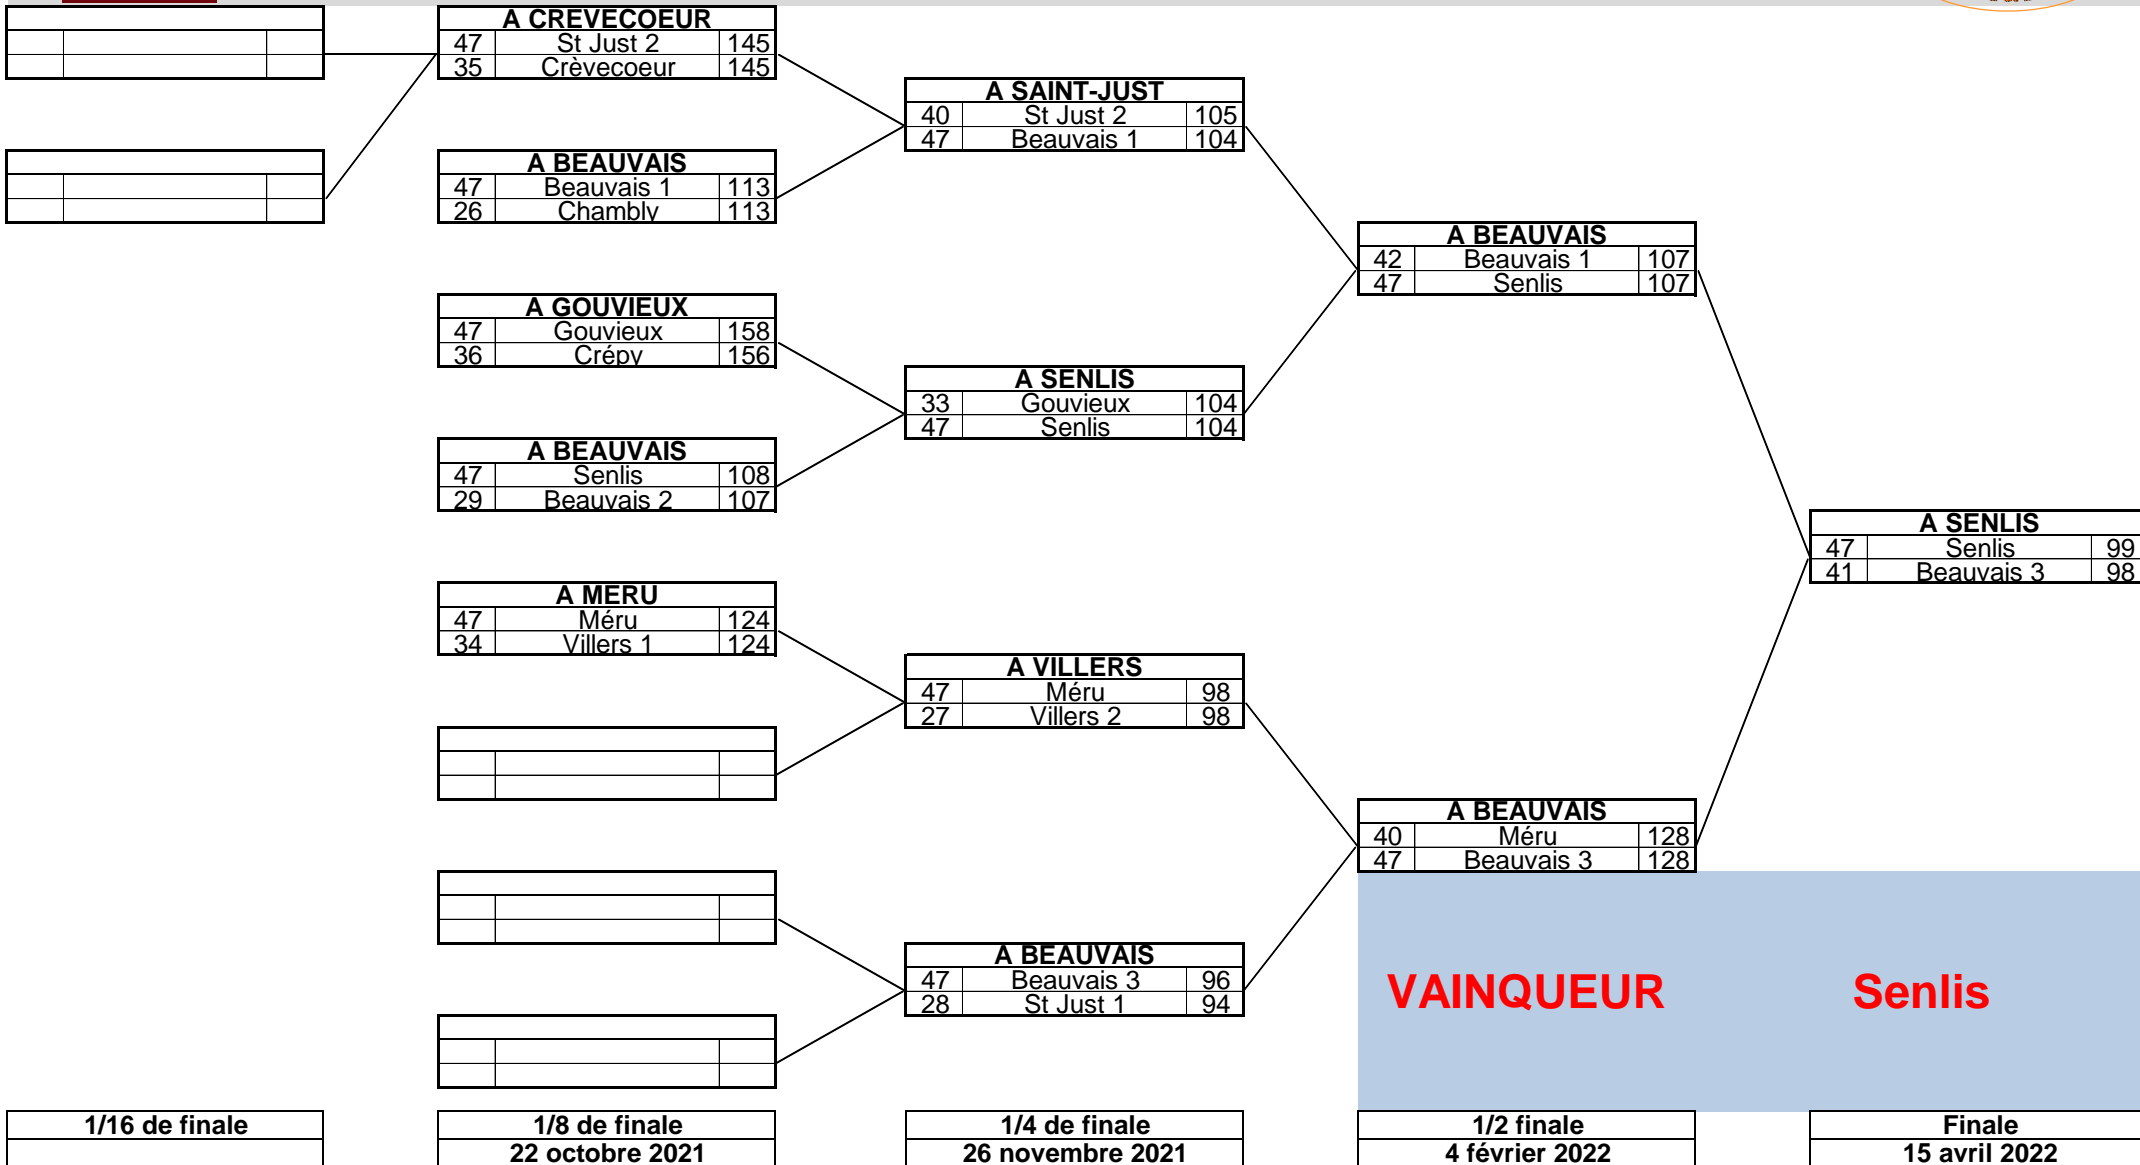 A CREVECOEUR
47 St Just 2 145
35 Crèvecoeur 145
A BEAUVAIS
47 Beauvais 1 113
26 Chambly 113
A GOUVIEUX
47 Gouvieux 158
36 Crépy 156
A BEAUVAIS
47 Senlis 108
29 Beauvais 2 107
A MERU
47 Méru 124
34 Villers 1 124
A SAINT-JUST
40 St Just 2 105
47 Beauvais 1 104
A SENLIS
33 Gouvieux 104
47 Senlis 104
A VILLERS
47 Méru 98
27 Villers 2 98
A BEAUVAIS
47 Beauvais 3 96
28 St Just 1 94
A BEAUVAIS
42 Beauvais 1 107
47 Senlis 107
A BEAUVAIS
40 Méru 128
47 Beauvais 3 128
A SENLIS
47 Senlis 99
41 Beauvais 3 98
VAINQUEUR Senlis
1/16 de finale
1/8 de finale
22 octobre 2021
1/4 de finale
26 novembre 2021
1/2 finale
4 février 2022
Finale
15 avril 2022